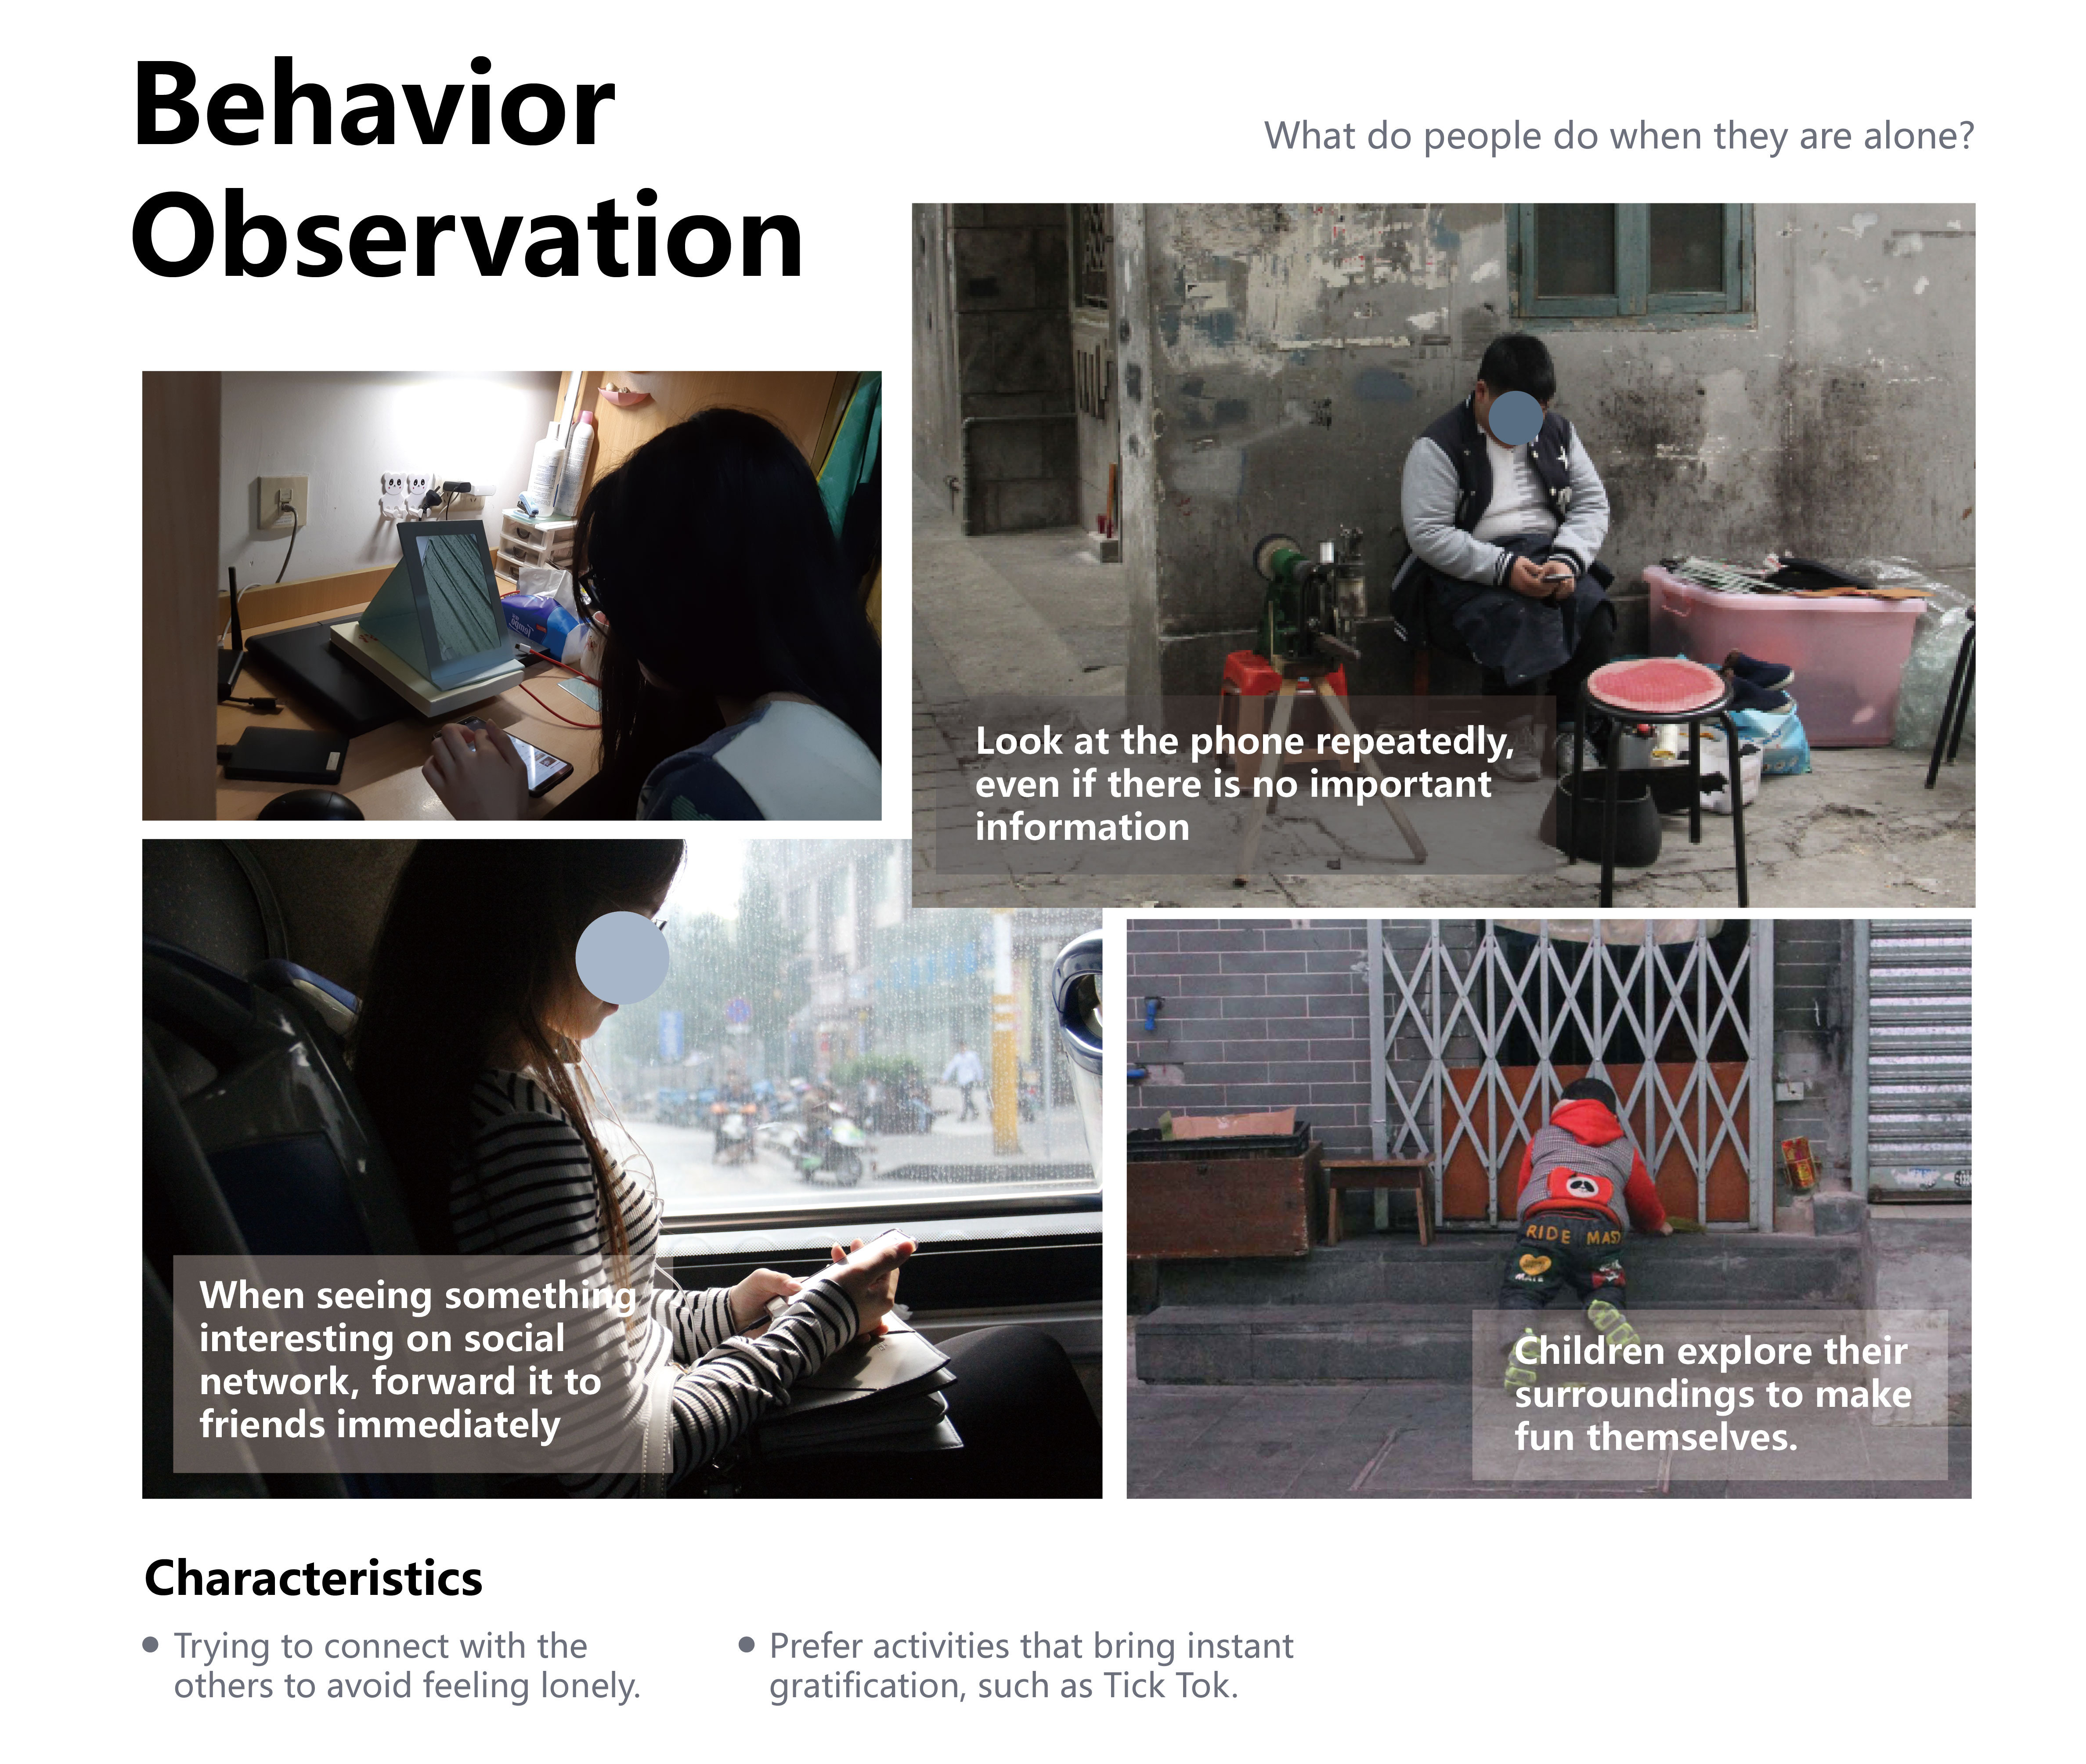 Behavior
Observation
What do people do when they are alone?
Look at the phone repeatedly,
even if there is no important
information
When seeing something
interesting on social
network, forward it to
friends immediately
RIDE MAS
MATE
Children explore their
surroundings to make
fun themselves.
Characteristics
Trying to connect with the
others to avoid feeling lonely.
Prefer activities that bring instant
gratification, such as Tick Tok.